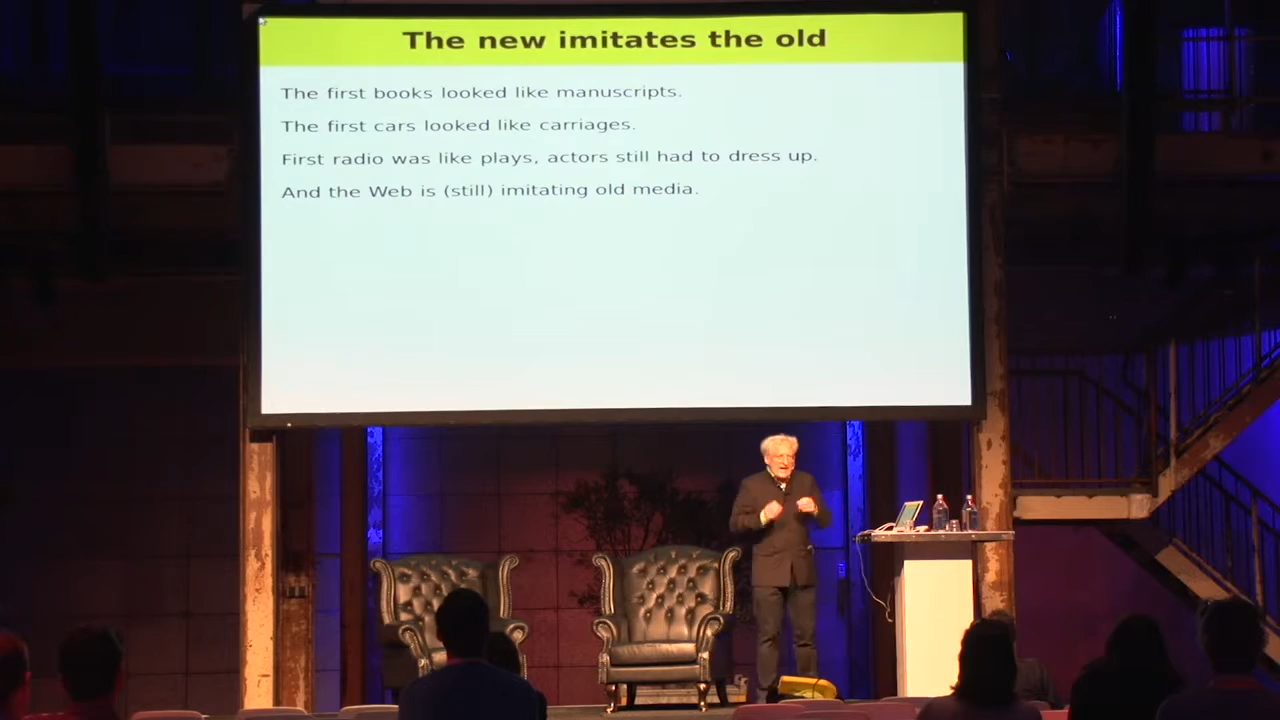 The new imitates the old
The first books looked like manuscripts.
The first cars looked like carriages.
First radio was like plays, actors still had to dress up.
And the Web is (still) imitating old media.